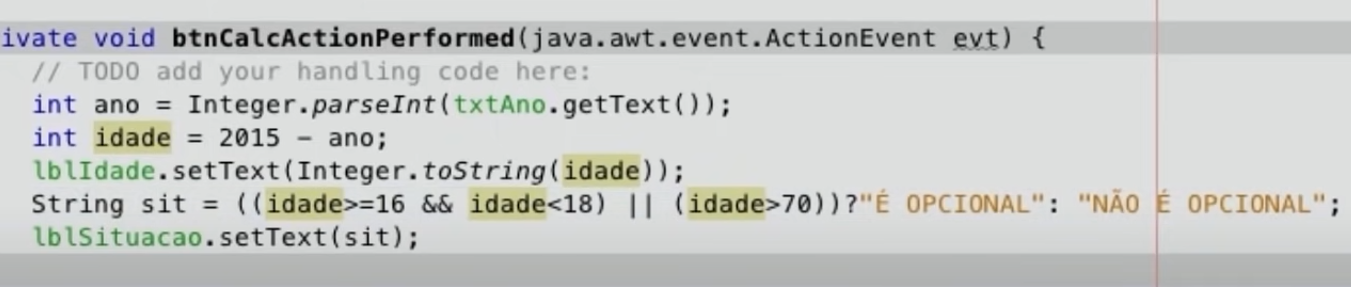 ivate void btnCalcActionPerformed(java.awt.event.ActionEvent evt) {
// TODO add your handling code here:
int ano = Integer.parseInt(txtAno.getText());
int idade = 2015 - ano;
lblIdade.setText(Integer.toString(idade));
String sit = ((idade>=16 && idade<18) || (idade>70))?"É OPCIONAL": "NÃO É OPCIONAL";
lblSituacao.setText(sit);